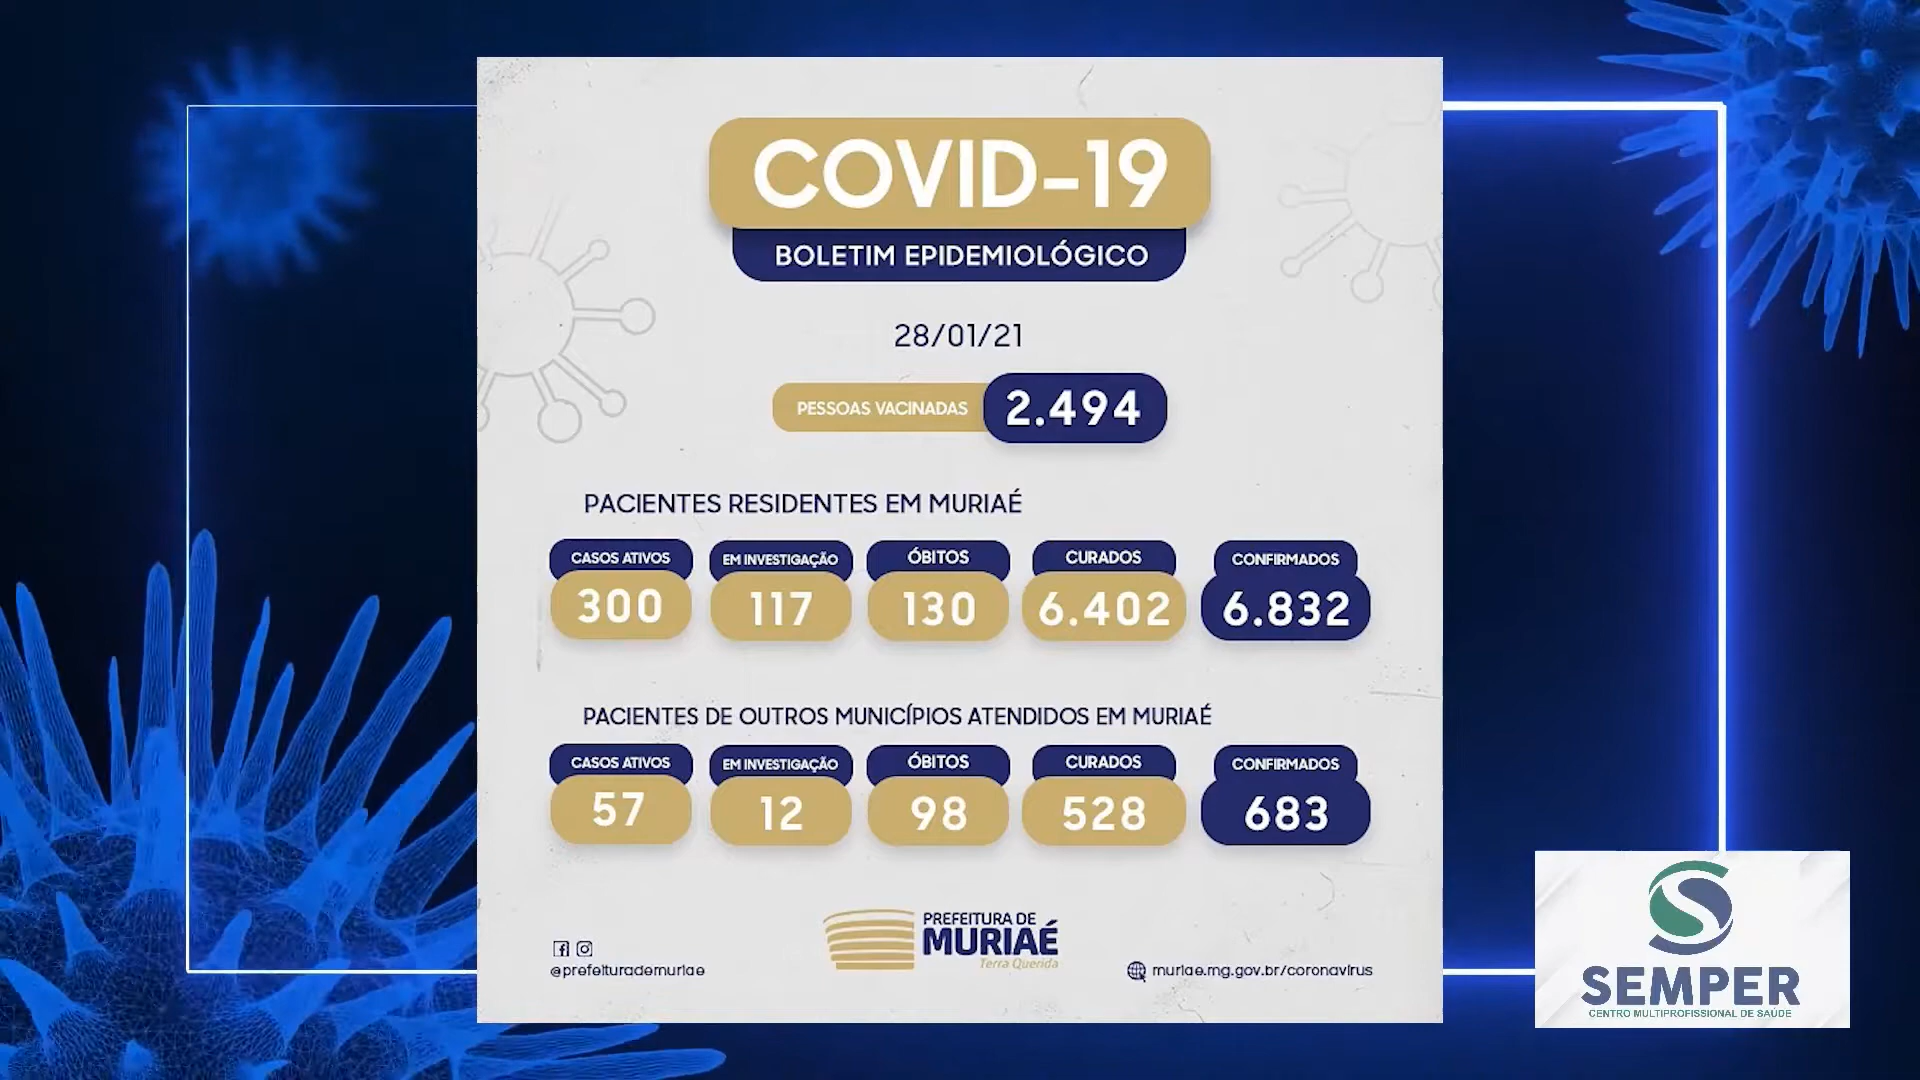 COVID-19
BOLETIM EPIDEMIOLÓGICO
28/01/21
PESSOAS VACINADAS 2.494
PACIENTES RESIDENTES EM MURIAÉ
CASOS ATIVOS EM INVESTIGAÇÃO ÓBITOS CURADOS CONFIRMADOS
300 117 130 6.402 6.832
PACIENTES DE OUTROS MUNICÍPIOS ATENDIDOS EM MURIAÉ
CASOS ATIVOS EM INVESTIGAÇÃO ÓBITOS CURADOS CONFIRMADOS
57 12 98 528 683
@prefeiturademuriae
PREFEITURA DE
MURIAÉ
Terra Querida
muriae.mg.gov.br/coronavirus
SEMPER
CENTRO MULTIPROFISSIONAL DE SAÚDE